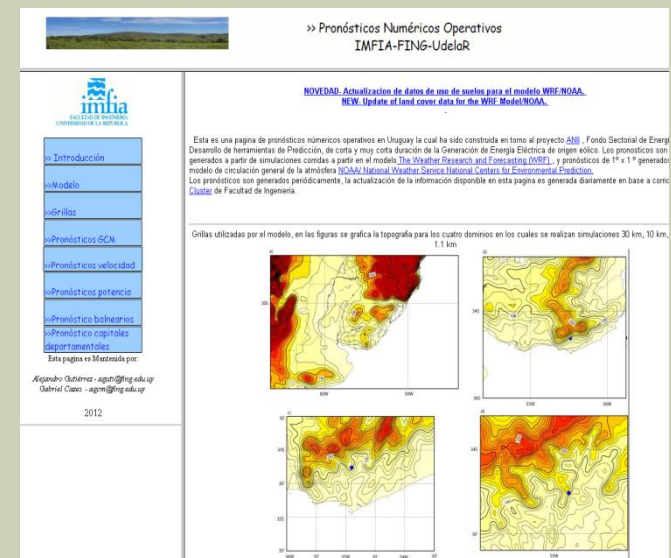 >> Pronósticos Numéricos Operativos
IMFIA-FING-UdelaR
imfia
FACULTAD DE INGENIERIA
UNIVERSIDAD DE LA REPUBLICA
>> Introducción
>>Modelo
>>Grillas
>>Pronósticos GCM
>>Pronósticos velocidad
>>Pronósticos potencia
>>Pronóstico balnearios
>>Pronóstico capitales
departamentales
Esta pagina es Mantenida por:
Alejandro Gutiérrez - aguti@fing.edu.uy
Gabriel Cazes - agcm@fing.edu.uy
2012
NOVEDAD- Actualizacion de datos de uso de suelos para el modelo WRF/NOAA.
NEW- Update of land cover data for the WRF Model/NOAA.
Esta es una pagina de pronósticos númericos operativos en Uruguay la cual ha sido construida en torno al proyecto ANII , Fondo Sectorial de Energi
Desarrollo de herramientas de Predicción, de corta y muy corta duración de la Generación de Energía Eléctrica de origen eólico. Los pronosticos son
generados a partir de simulaciones corridas a partir en el modelo The Weather Research and Forecasting (WRF) , y pronósticos de 1º x 1 º generados
modelo de circulación general de la atmósfera NOAA/ National Weather Service National Centers for Environmental Prediction.
Los pronósticos son generados periódicamente, la actualización de la información disponible en esta pagina es generada diariamente en base a corric
Cluster de Facultad de Ingenieria.
Grillas utilizadas por el modelo, en las figuras se grafica la topografia para los cuatro dominios en los cuales se realizan simulaciones 30 km, 10 km,
1.1 km